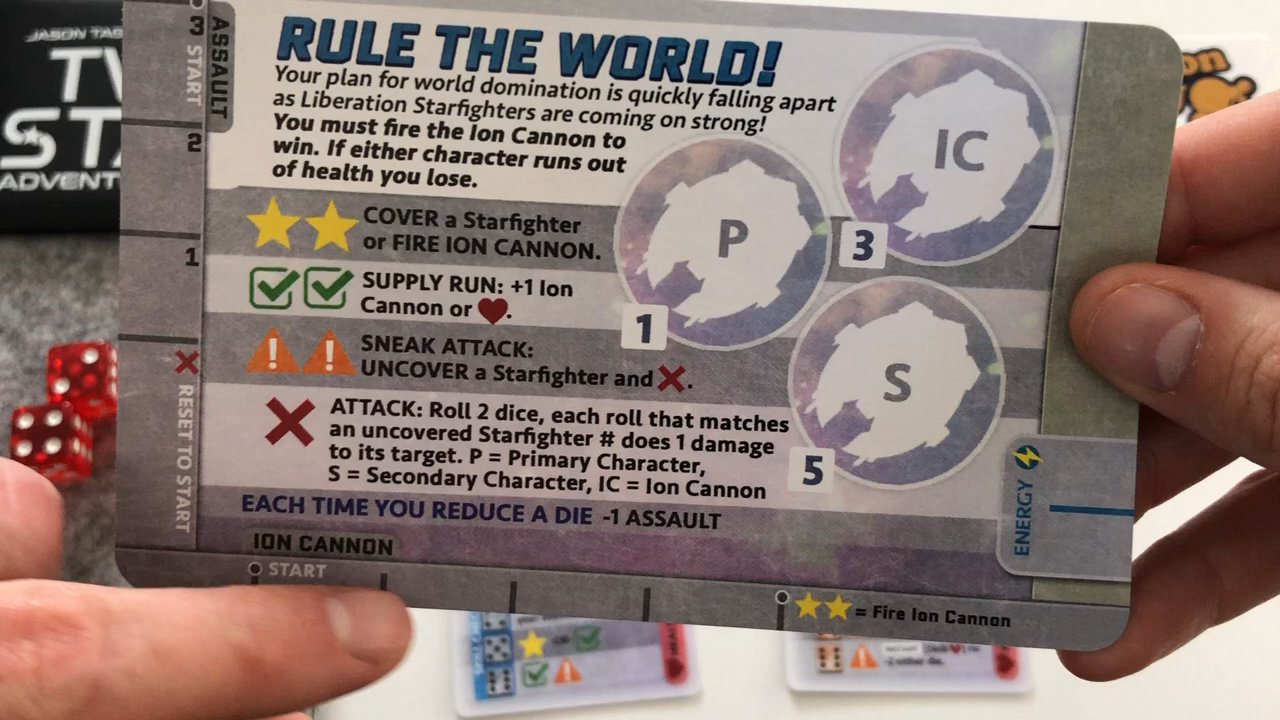 JASON TAS
TW
STA
ADVENT
3
START
ASSAULT
2
1
RESET TO START
RULE THE WORLD!
Your plan for world domination is quickly falling apart
as Liberation Starfighters are coming on strong!
You must fire the Ion Cannon to
win. If either character runs out
of health you lose.
COVER a Starfighter
or FIRE ION CANNON.
SUPPLY RUN: +1 Ion
Cannon or ❤.
SNEAK ATTACK:
UNCOVER a Starfighter and ❌.
ATTACK: Roll 2 dice, each roll that matches
an uncovered Starfighter # does 1 damage
to its target. P = Primary Character,
S = Secondary Character, IC = Ion Cannon
EACH TIME YOU REDUCE A DIE -1 ASSAULT
P
1
IC
3
S
5
ENERGY
ION CANNON
START
= Fire Ion Cannon
on